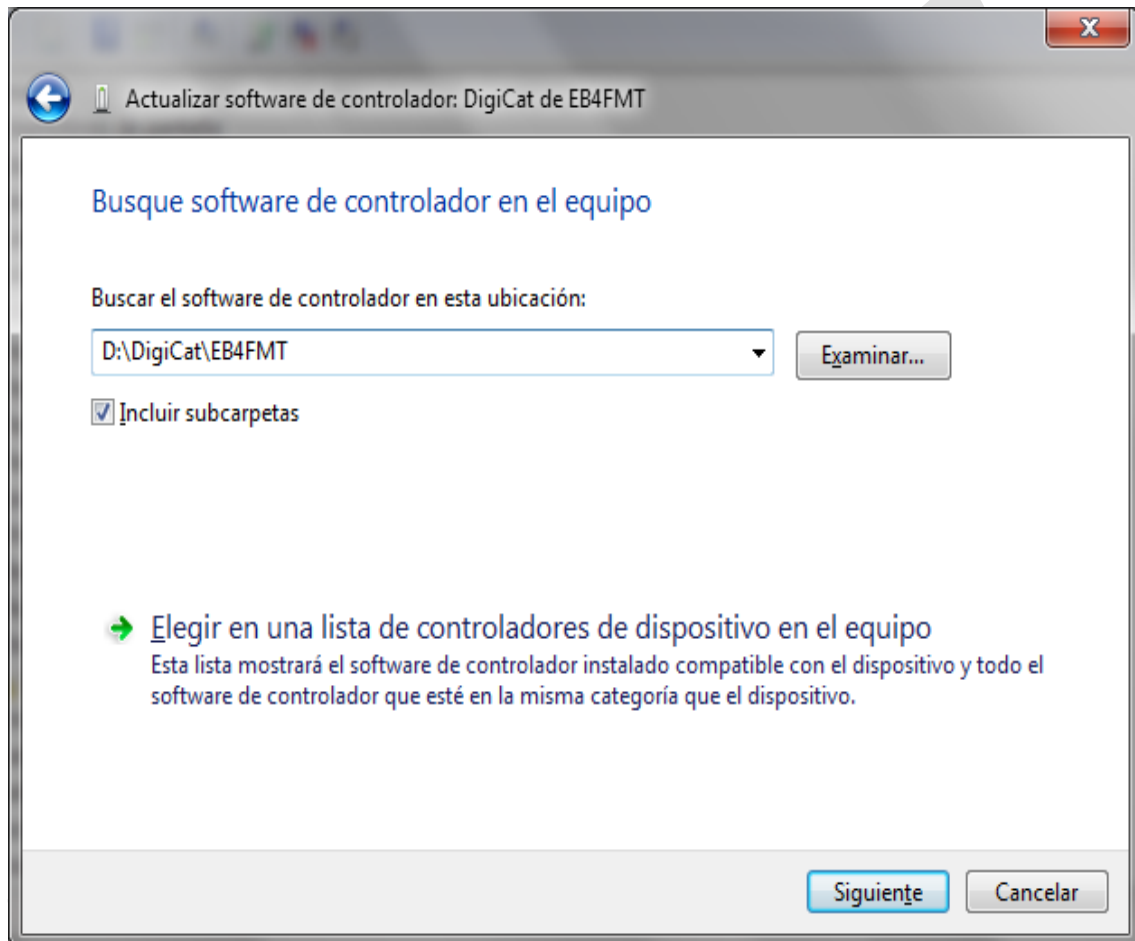 Actualizar software de controlador: DigiCat de EB4FMT
Busque software de controlador en el equipo
Buscar el software de controlador en esta ubicación:
D:\DigiCat\EB4FMT
Examinar...
Incluir subcarpetas
Elegir en una lista de controladores de dispositivo en el equipo
Esta lista mostrará el software de controlador instalado compatible con el dispositivo y todo el
software de controlador que esté en la misma categoría que el dispositivo.
Siguiente
Cancelar